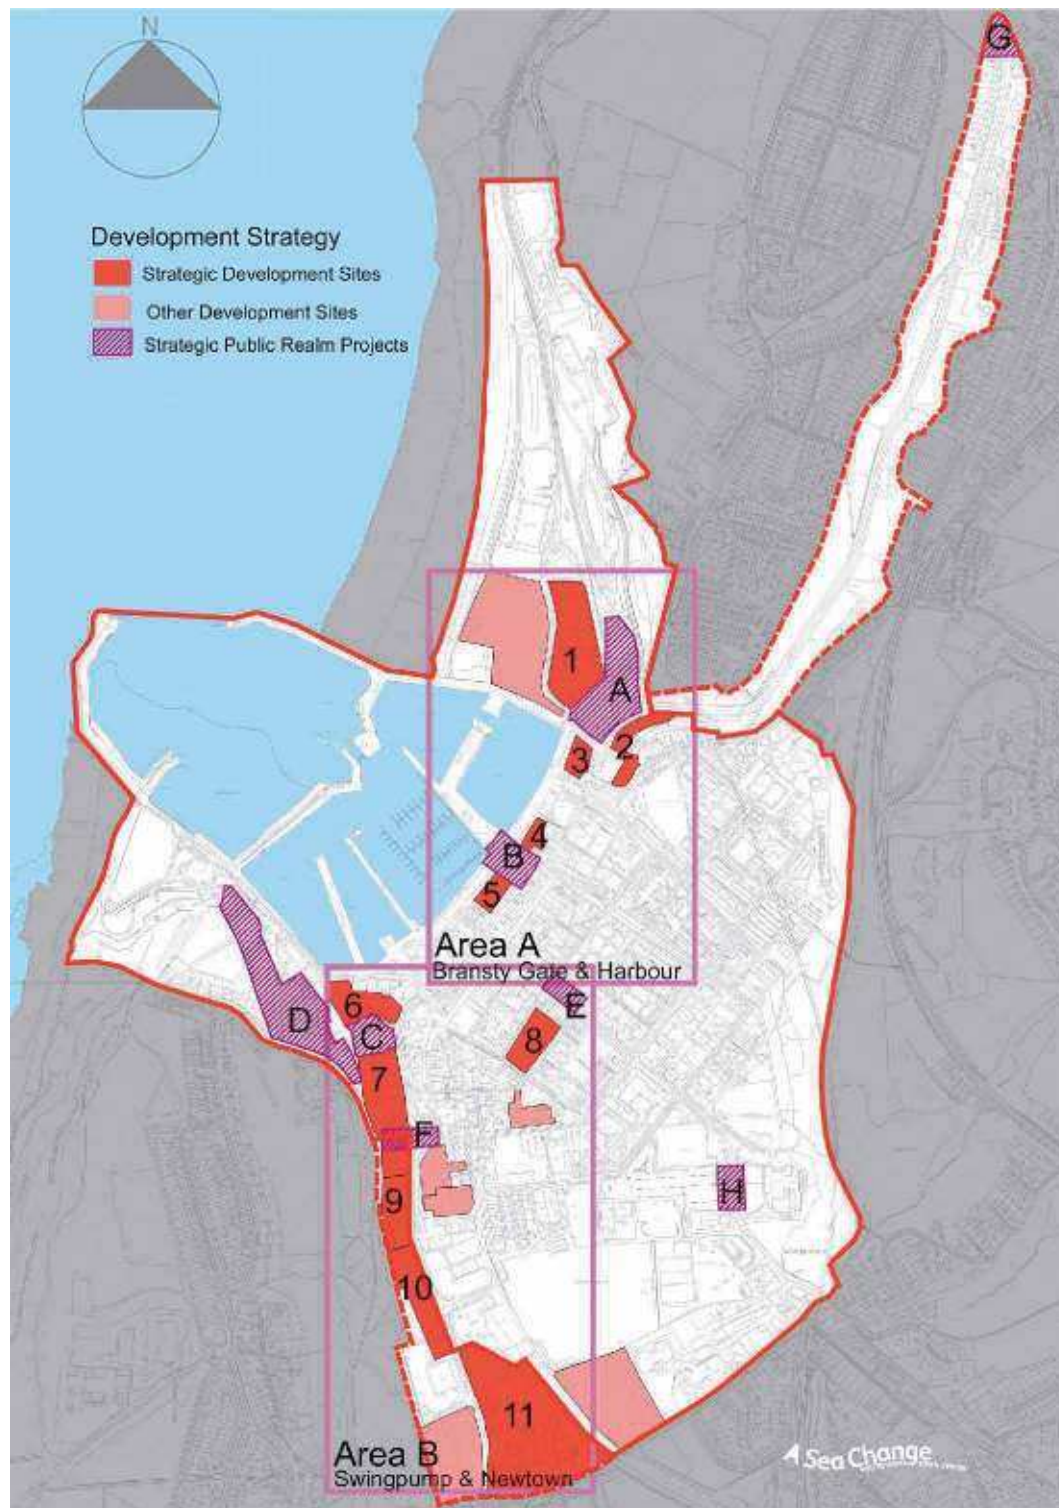 N
G
Development Strategy
Strategic Development Sites
Other Development Sites
Strategic Public Realm Projects
1
A
2
3
4
B
5
Area A
Bransty Gate & Harbour
6
E
D
C
8
7
F
H
9
10
11
Area B
Swingpump & Newtown
A Sea Change